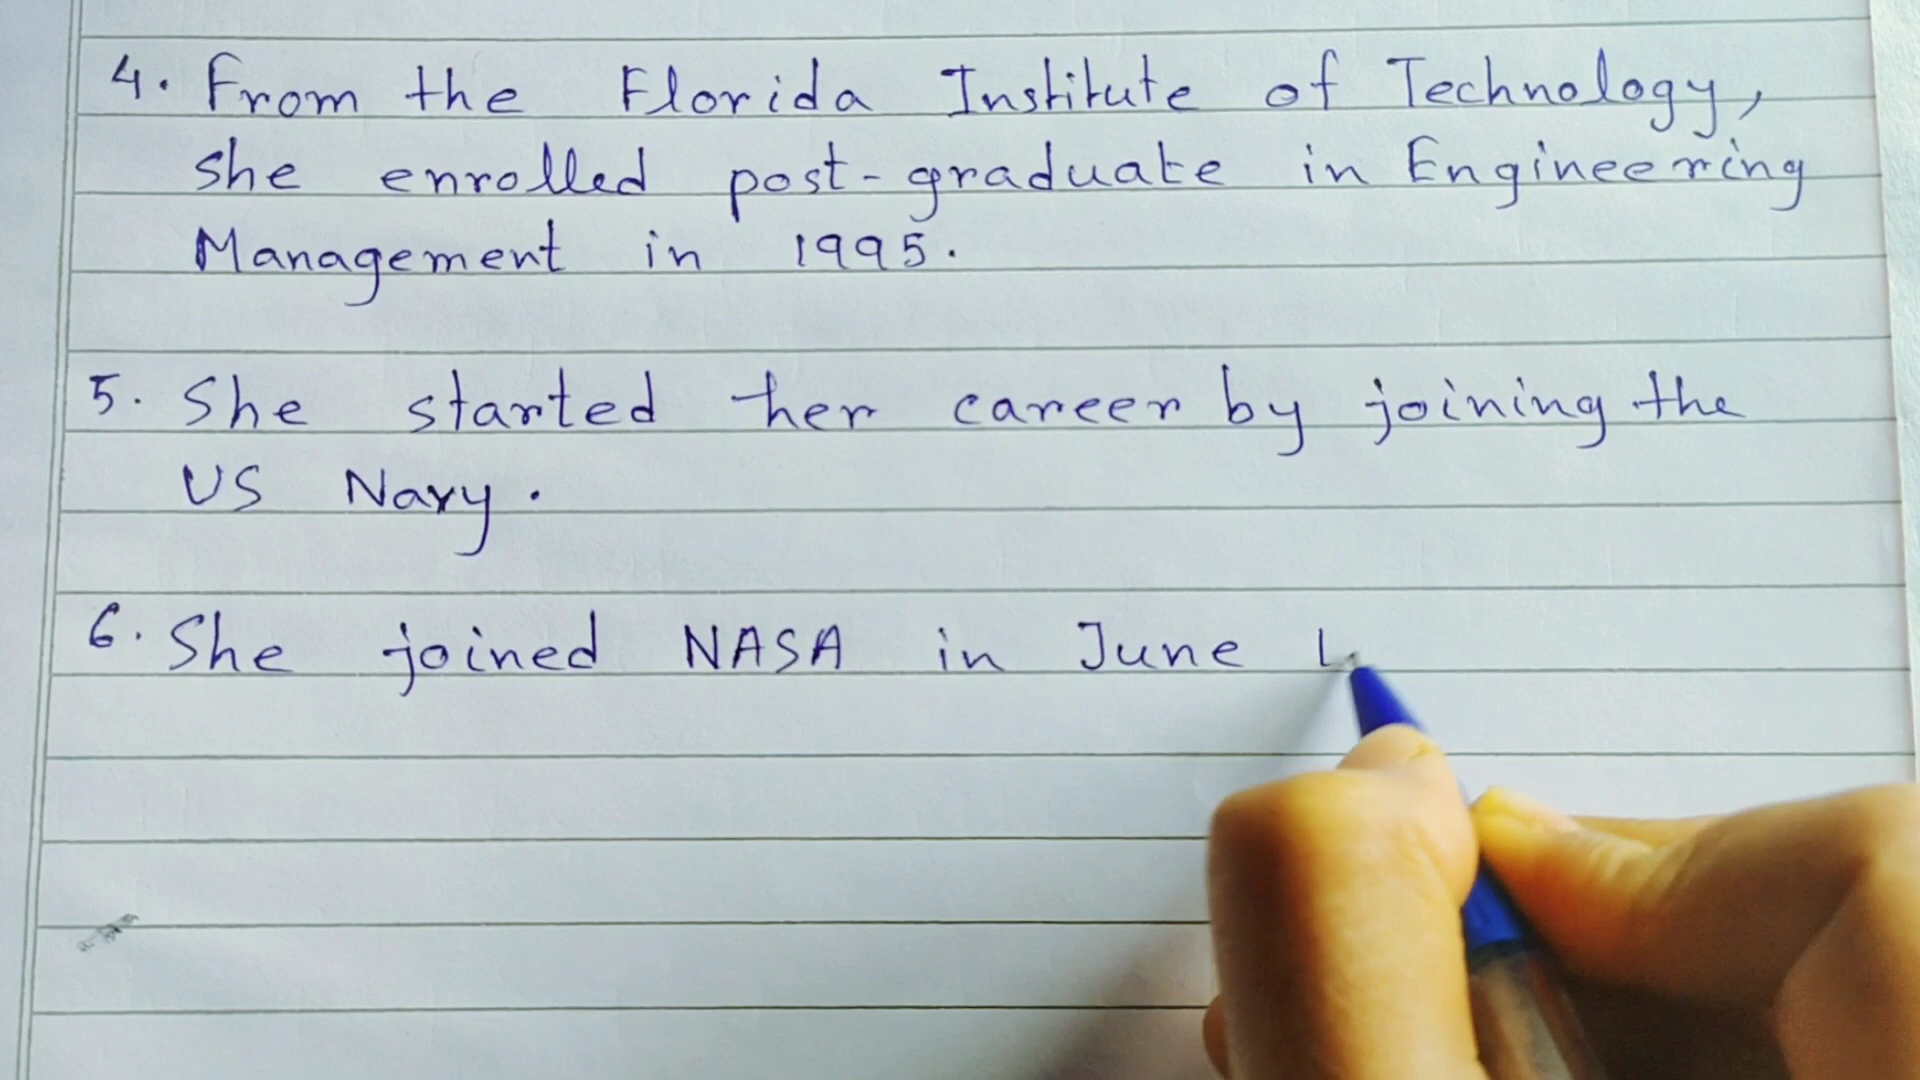 4. From the Florida Institute of Technology,
she enrolled post-graduate in Engineering
Management in 1995.
5. She started her career by joining the
US Navy.
6. She joined NASA in June 1